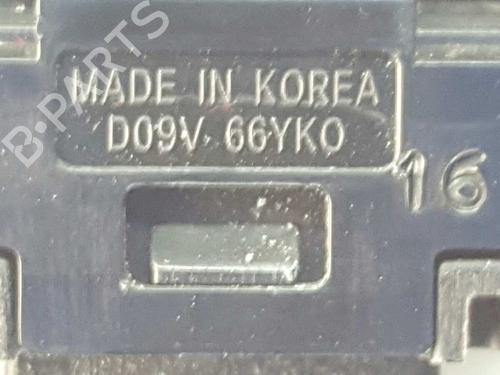 MADE IN KOREA
D09V 66YKO
16
B-PARTS